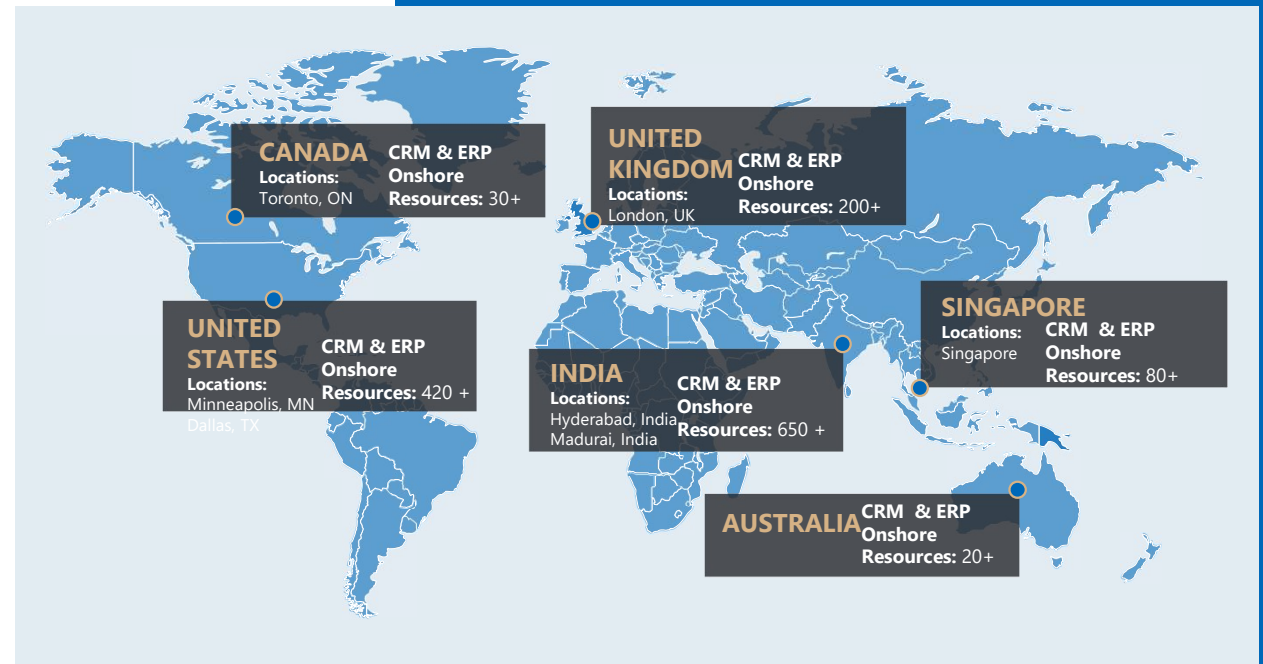 CANADA
Locations:
Toronto, ON
CRM & ERP
Onshore
Resources: 30+
UNITED
KINGDOM
Locations:
London, UK
CRM & ERP
Onshore
Resources: 200+
UNITED
STATES
Locations:
Minneapolis, MN
Dallas, TX
CRM & ERP
Onshore
Resources: 420 +
INDIA
Locations:
Hyderabad, India
Madurai, India
CRM & ERP
Onshore
Resources: 650 +
SINGAPORE
Locations:
Singapore
CRM  & ERP
Onshore
Resources: 80+
AUSTRALIA
CRM  & ERP
Onshore
Resources: 20+